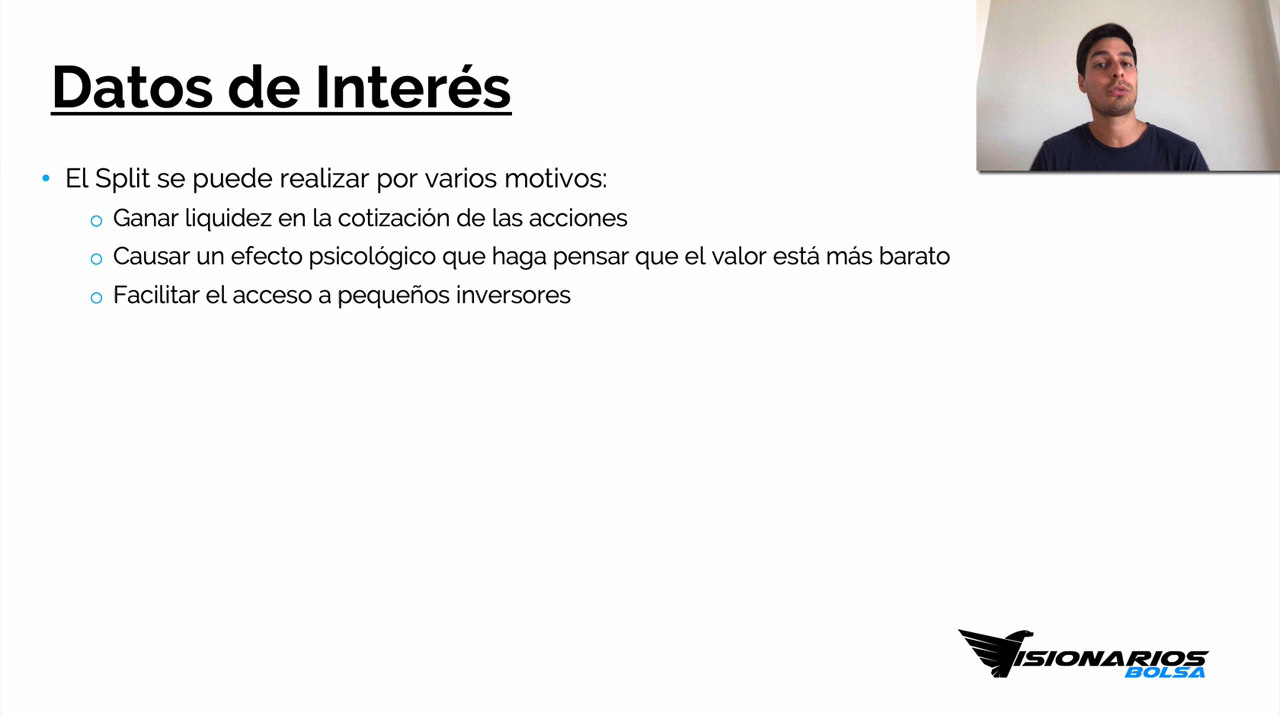 Datos de Interés
• El Split se puede realizar por varios motivos:
o Ganar liquidez en la cotización de las acciones
o Causar un efecto psicológico que haga pensar que el valor está más barato
o Facilitar el acceso a pequeños inversores
VISIONARIOS
BOLSA